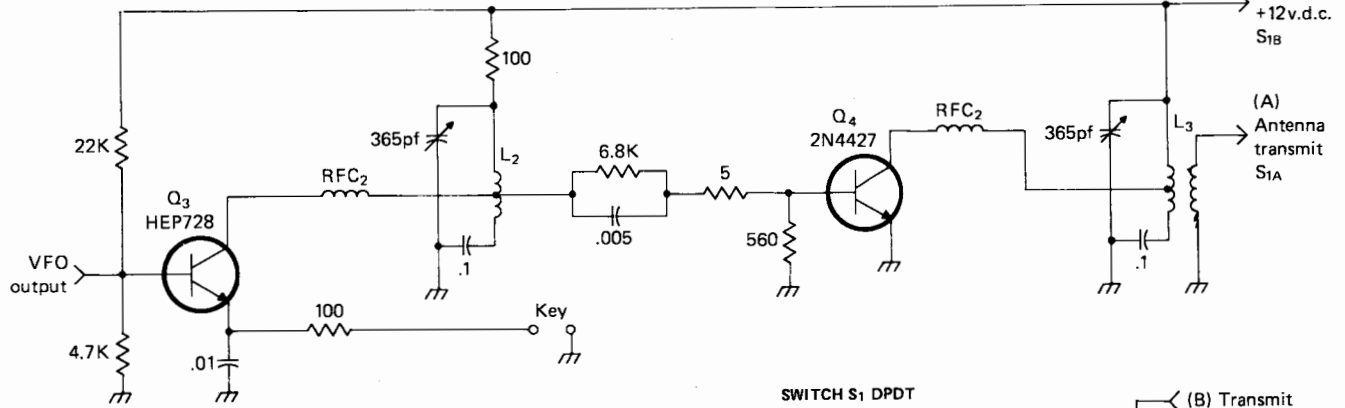 +12v.d.c.
S1B
100
365pf
L2
22K
RFC2
Q3
HEP728
6.8K
.005
5
560
Q4
2N4427
RFC2
365pf
L3
(A)
Antenna
transmit
S1A
VFO
output
.1
.1
4.7K
.01
100
Key
SWITCH S1 DPDT
(B) Transmit